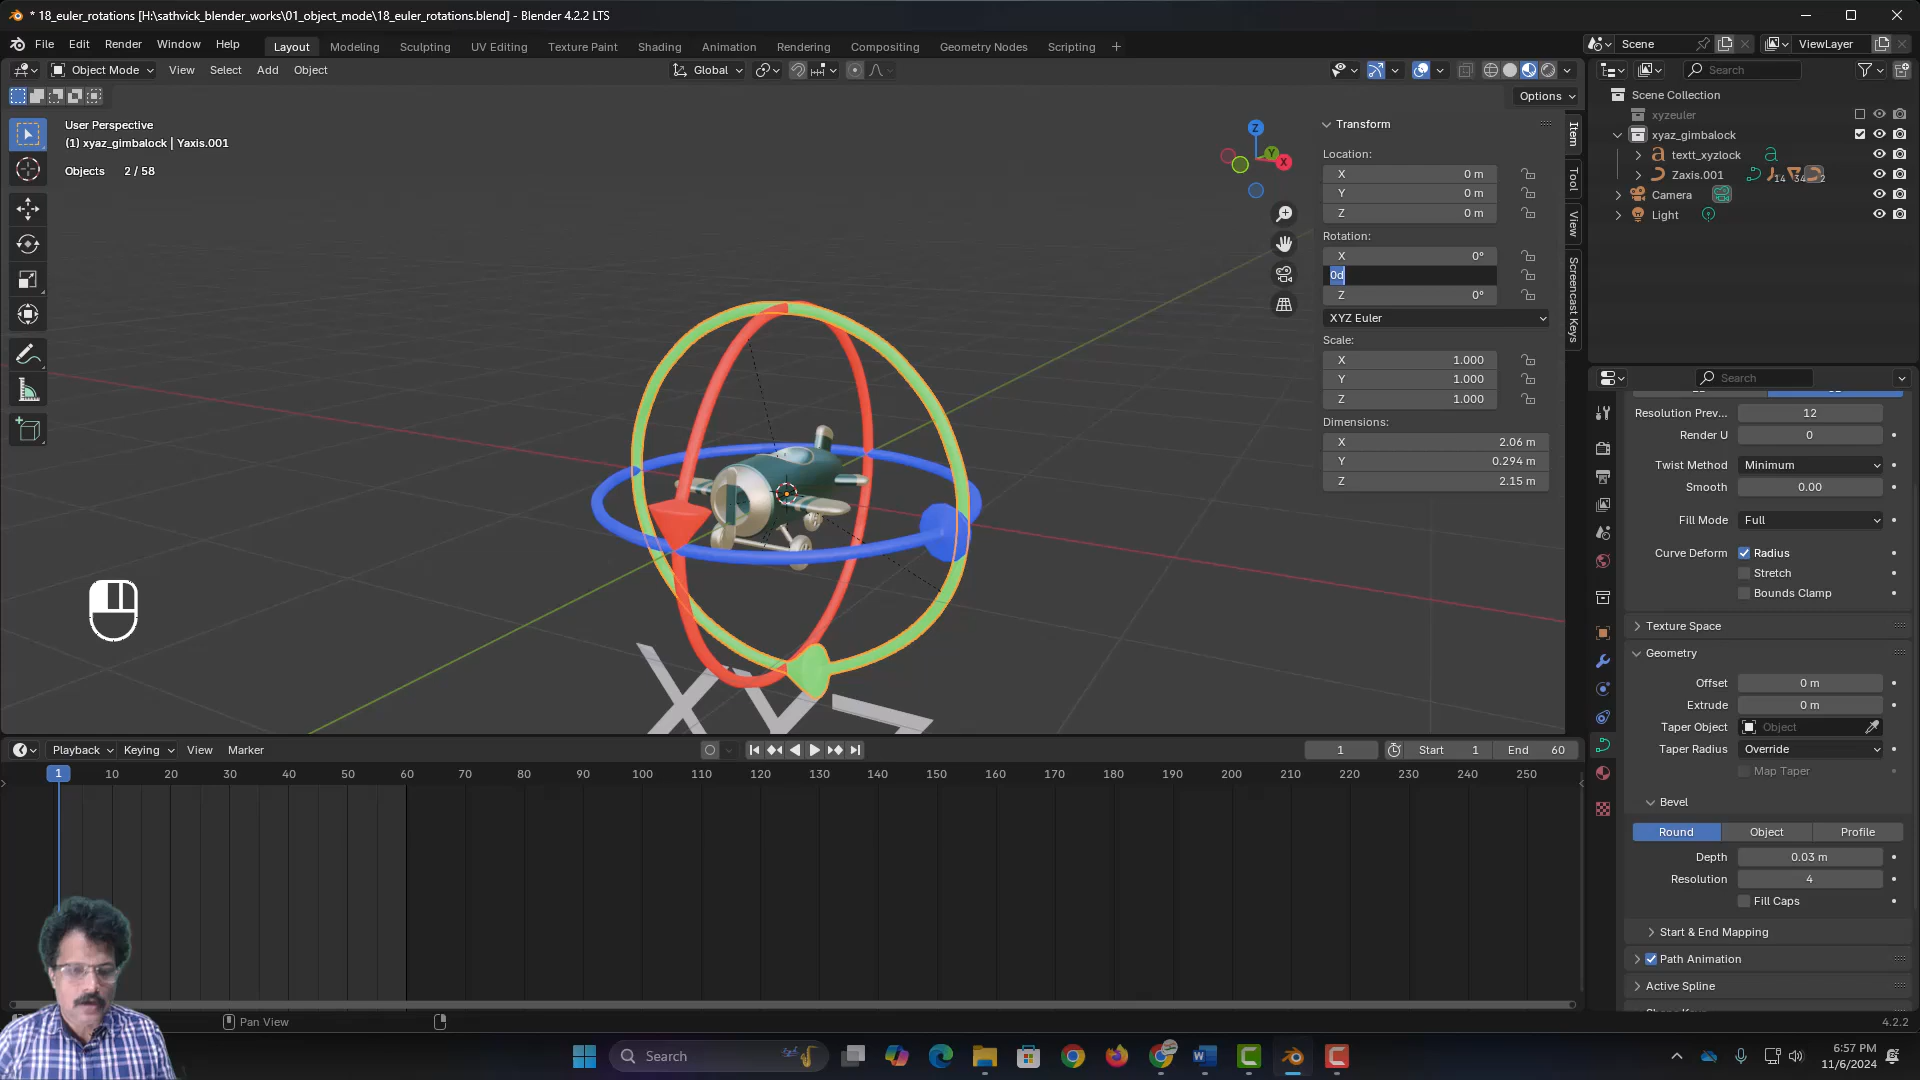 * 18_euler_rotations [H:\sathvick_blender_works\01_object_mode\18_euler_rotations.blend] - Blender 4.2.2 LTS
File Edit Render Window Help Layout Modeling Sculpting UV Editing Texture Paint Shading Animation Rendering Compositing Geometry Nodes Scripting + Scene ViewLayer
Object Mode View Select Add Object Global Search
Options
User Perspective
(1) xyaz_gimbalock | Yaxis.001
Objects 2 / 58
Z
Y
X
Transform
Location:
X 0 m
Y 0 m
Z 0 m
Rotation:
X 0°
0d
Z 0°
XYZ Euler
Scale:
X 1.000
Y 1.000
Z 1.000
Dimensions:
X 2.06 m
Y 0.294 m
Z 2.15 m
Item
Tool
View
Screencast Keys
Scene Collection
xyzeuler
xyaz_gimbalock
textt_xyzlock
Zaxis.001 14 34 2
Camera
Light
Search
Resolution Prev... 12
Render U 0
Twist Method Minimum
Smooth 0.00
Fill Mode Full
Curve Deform Radius
Stretch
Bounds Clamp
Texture Space
Geometry
Offset 0 m
Extrude 0 m
Taper Object Object
Taper Radius Override
Map Taper
Bevel
Round Object Profile
Depth 0.03 m
Resolution 4
Fill Caps
Start & End Mapping
Path Animation
Active Spline
XYZ
Playback Keying View Marker 1 Start 1 End 60
1 10 20 30 40 50 60 70 80 90 100 110 120 130 140 150 160 170 180 190 200 210 220 230 240 250
Pan View
4.2.2
Search
6:57 PM
11/6/2024